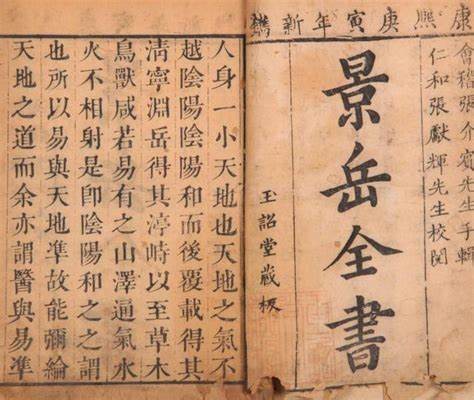 康熙庚寅年新鐫
會稽張介賓先生手輯
仁和張獻輝先生校閱
景岳全書
玉詔堂藏板
人身一小天地也天地之氣不
越陰陽陰陽和而後覆載得其
清寧淵岳得其渟峙以至草木
鳥獸咸若易有之山澤通氣水
火不相射是卽陰陽和之之謂
也所以易與天地準故能彌綸
天地之道而余亦謂醫與易準